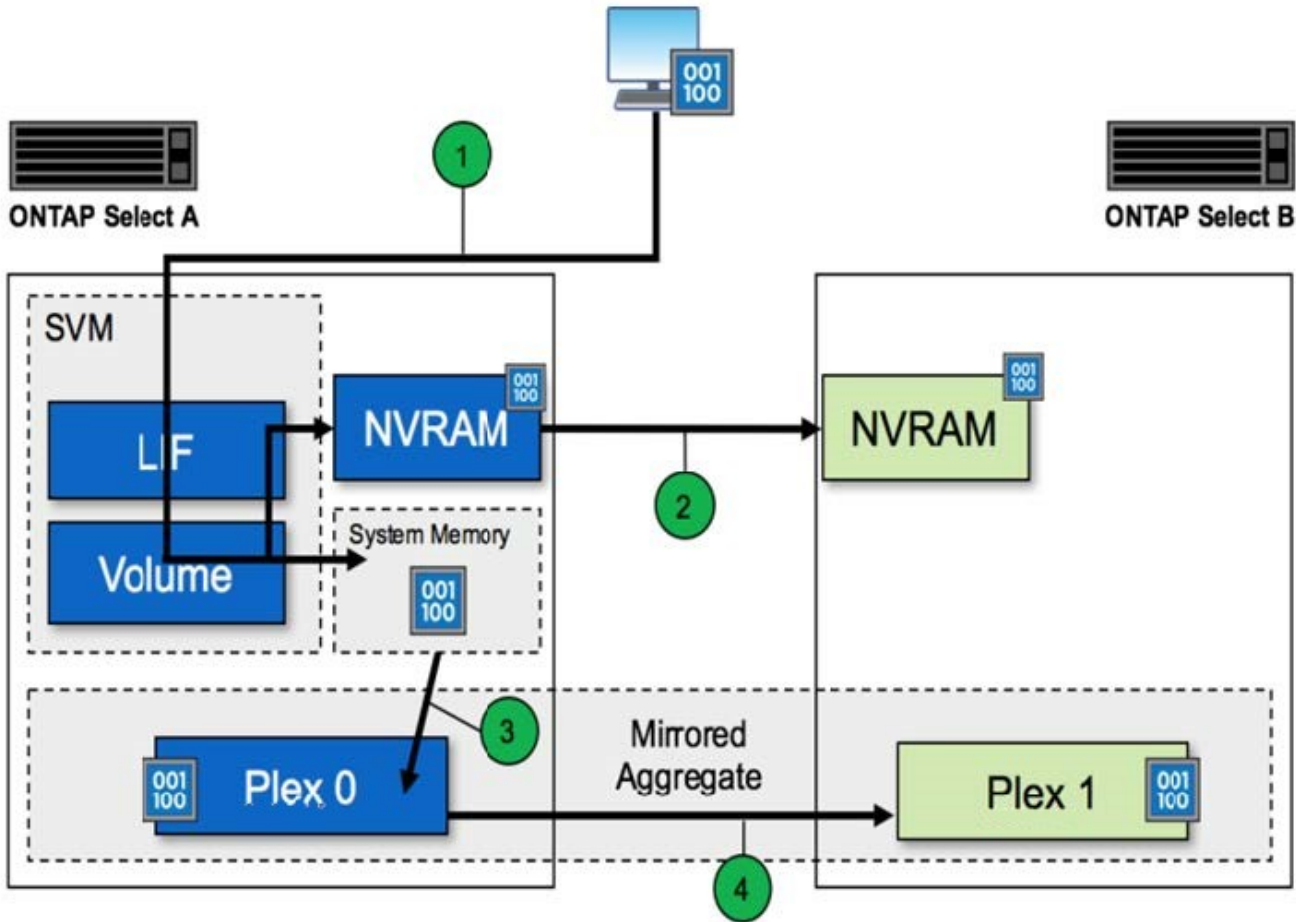 001
100
1
ONTAP Select A
ONTAP Select B
SVM
LIF
NVRAM
001
100
2
NVRAM
001
100
Volume
System Memory
001
100
3
Mirrored
Aggregate
001
100
Plex 0
Plex 1
001
100
4